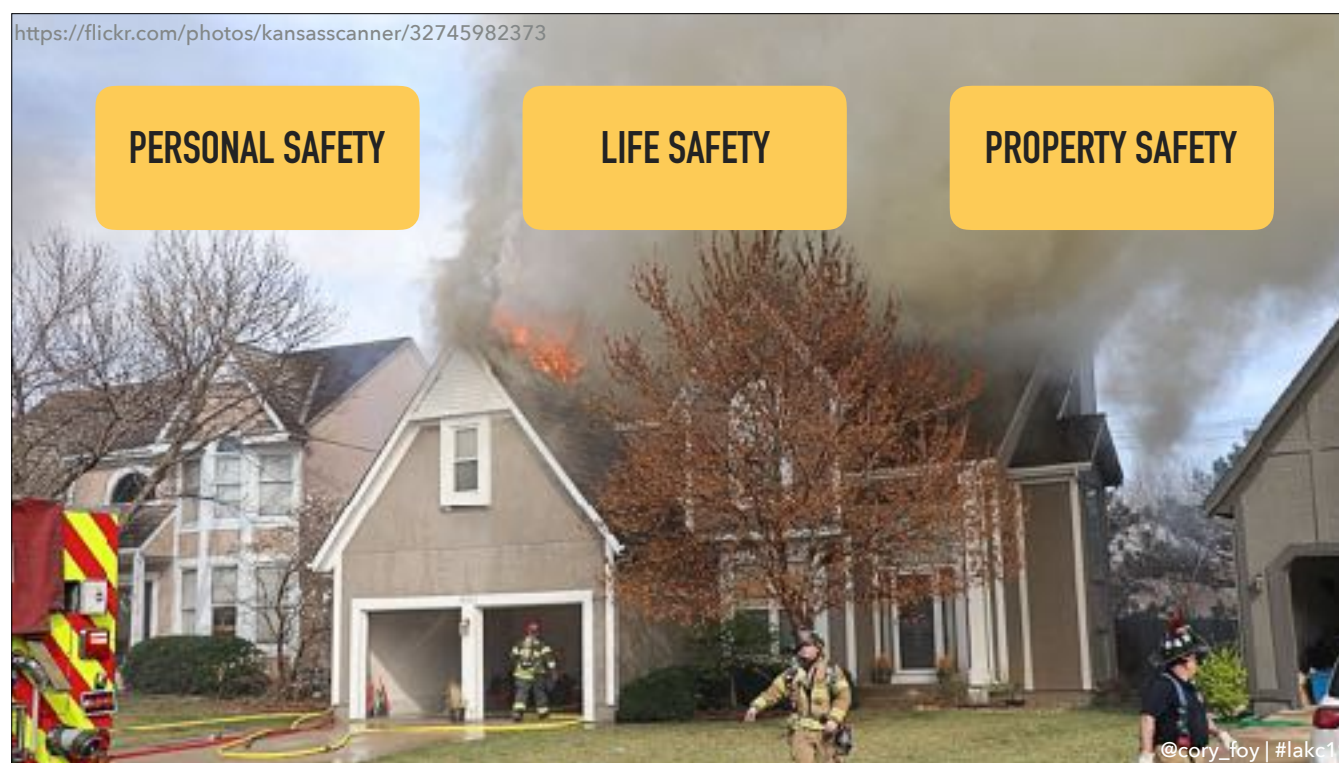 https://flickr.com/photos/kansasscanner/32745982373
PERSONAL SAFETY
LIFE SAFETY
PROPERTY SAFETY
@cory_foy | #lakc1